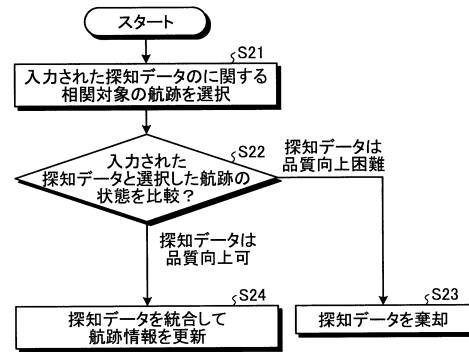 スタート
S21
入力された探知データのに関する
相関対象の航跡を選択
S22
入力された
探知データと選択した航跡の
状態を比較？
探知データは
品質向上困難
探知データは
品質向上可
S24
探知データを統合して
航跡情報を更新
S23
探知データを棄却